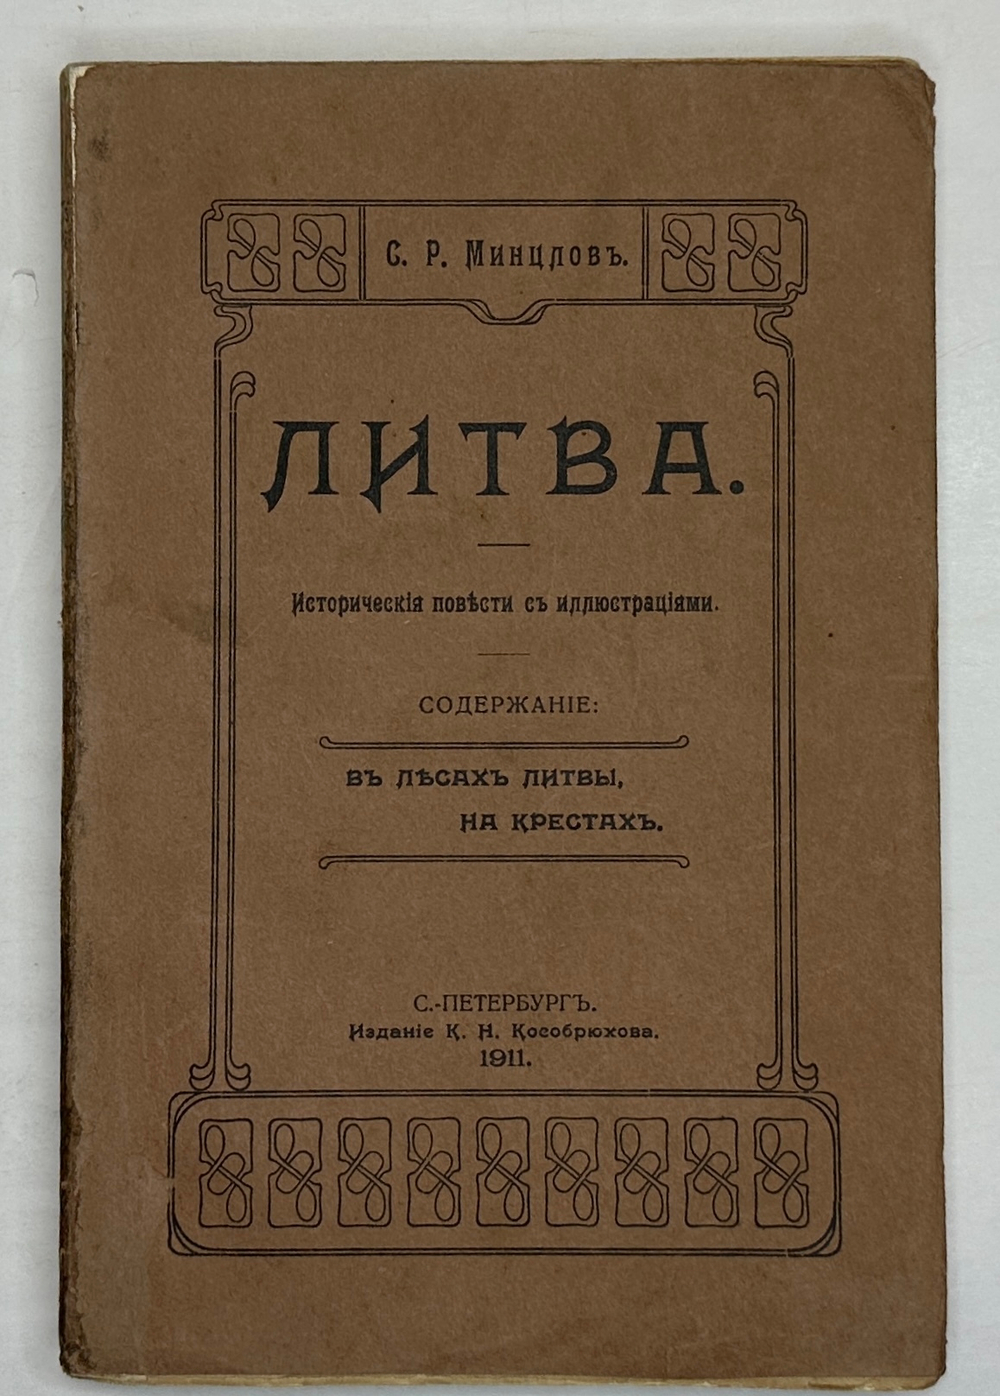 С. Р. Минцловъ.
ЛИТВА.
Историческія повѣсти съ иллюстраціями.
СОДЕРЖАНІЕ:
ВЪ ЛѢСАХЪ ЛИТВЫ,
НА КРЕСТАХЪ.
С.-ПЕТЕРБУРГЪ.
Изданіе К. Н. Кособрюхова.
1911.